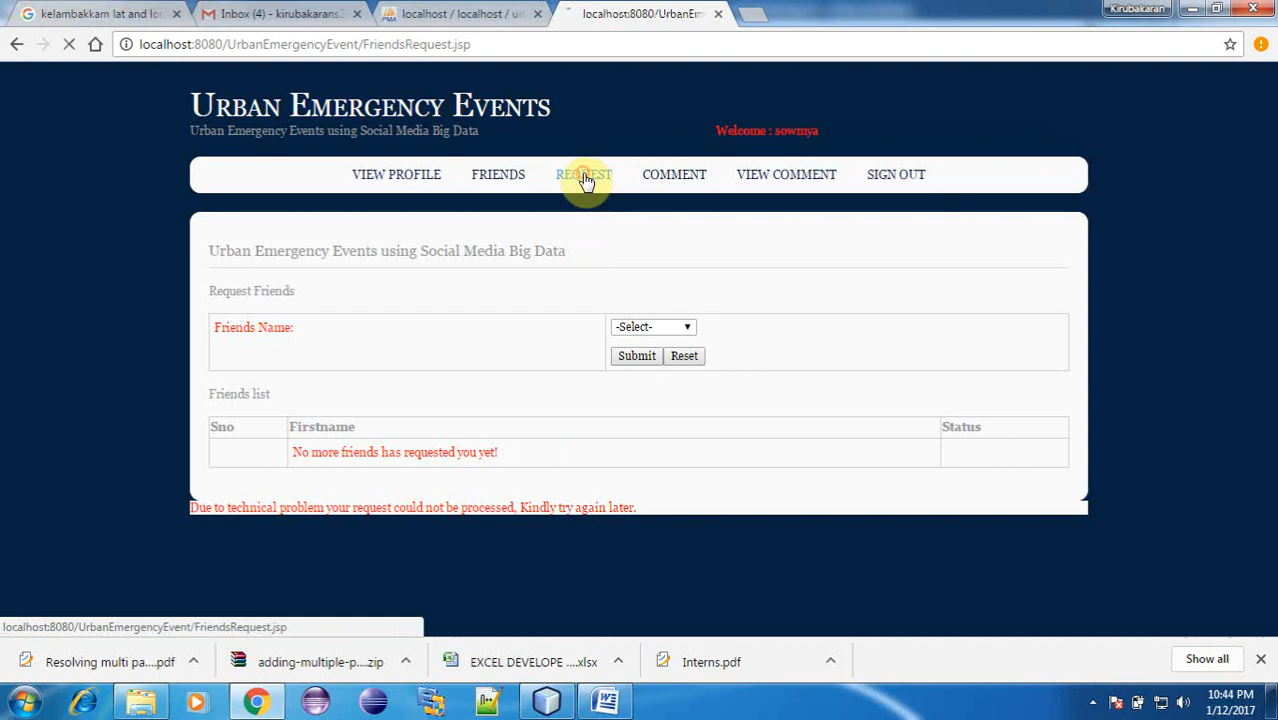 kelambakkam lat and lon
Inbox (4) - kirubakarans.
localhost / localhost / ur
localhost:8080/UrbanEm
Kirubakaran
localhost:8080/UrbanEmergencyEvent/FriendsRequest.jsp
Urban Emergency Events
Urban Emergency Events using Social Media Big Data
Welcome : sowmya
VIEW PROFILE FRIENDS REQUEST COMMENT VIEW COMMENT SIGN OUT
Urban Emergency Events using Social Media Big Data
Request Friends
Friends Name:
-Select-
Submit Reset
Friends list
Sno Firstname Status
No more friends has requested you yet!
Due to technical problem your request could not be processed, Kindly try again later.
localhost:8080/UrbanEmergencyEvent/FriendsRequest.jsp
Resolving multi pa....pdf adding-multiple-p....zip EXCEL DEVELOPE ....xlsx Interns.pdf Show all
10:44 PM
1/12/2017